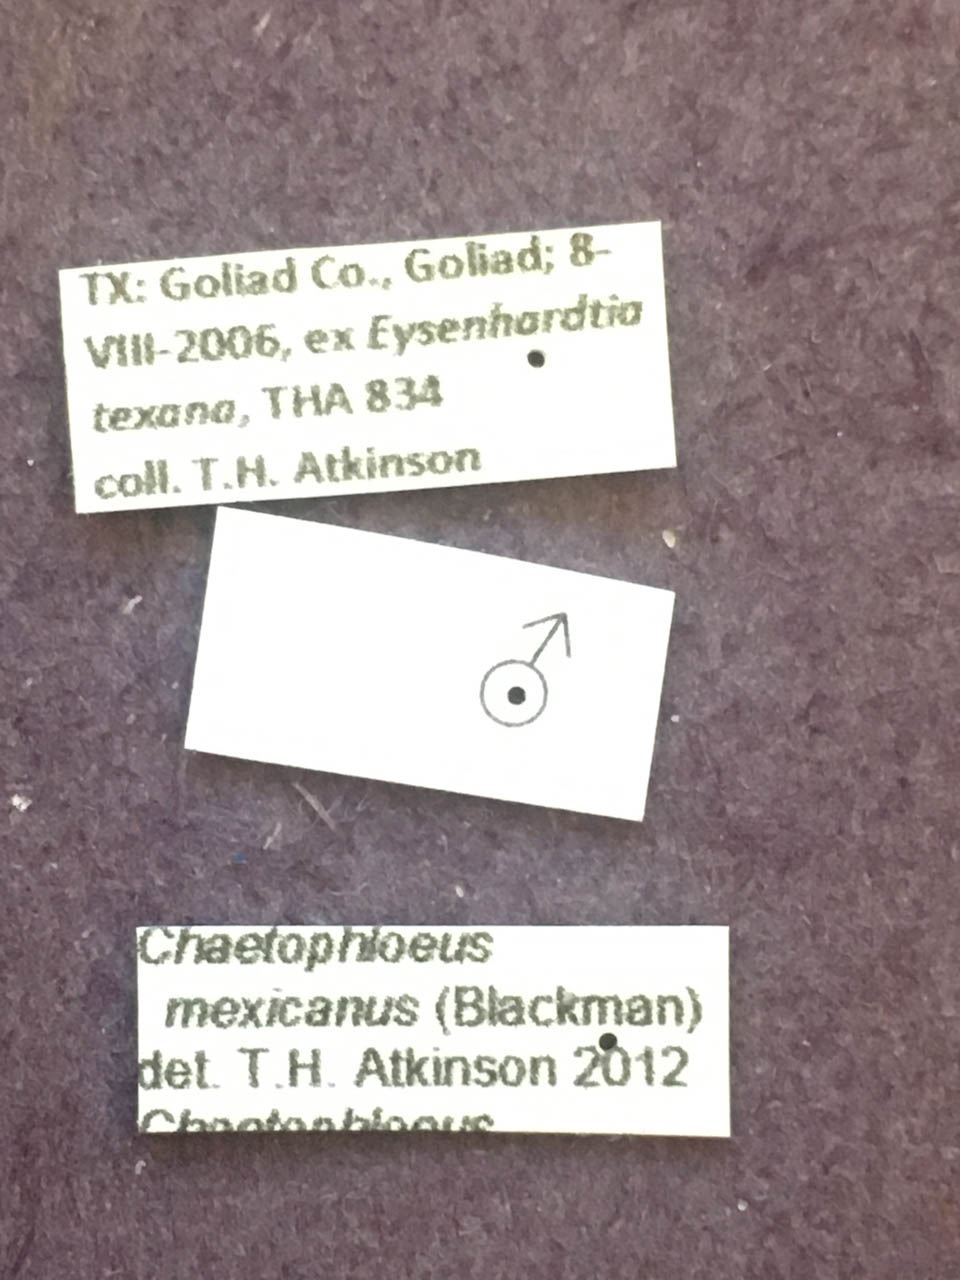 TX: Goliad Co., Goliad; 8-
VIII-2006, ex Eysenhardtia
texana, THA 834
coll. T.H. Atkinson
♂
Chaetophloeus
mexicanus (Blackman)
det. T.H. Atkinson 2012
Chaetophloeus